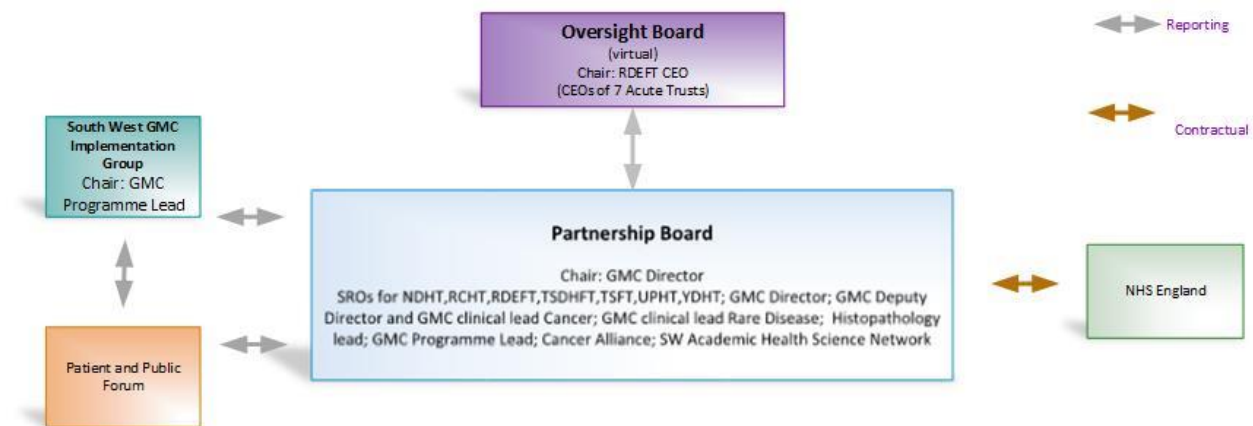 Oversight Board
(virtual)
Chair: RDEFT CEO
(CEOs of 7 Acute Trusts)
Reporting
Contractual
South West GMC
Implementation
Group
Chair: GMC
Programme Lead
Partnership Board
Chair: GMC Director
SROs for NDHT,RCHT,RDEFT,TSDHFT,TSFT,UPHT,YDHT; GMC Director; GMC Deputy
Director and GMC clinical lead Cancer; GMC clinical lead Rare Disease; Histopathology
lead; GMC Programme Lead; Cancer Alliance; SW Academic Health Science Network
NHS England
Patient and Public
Forum